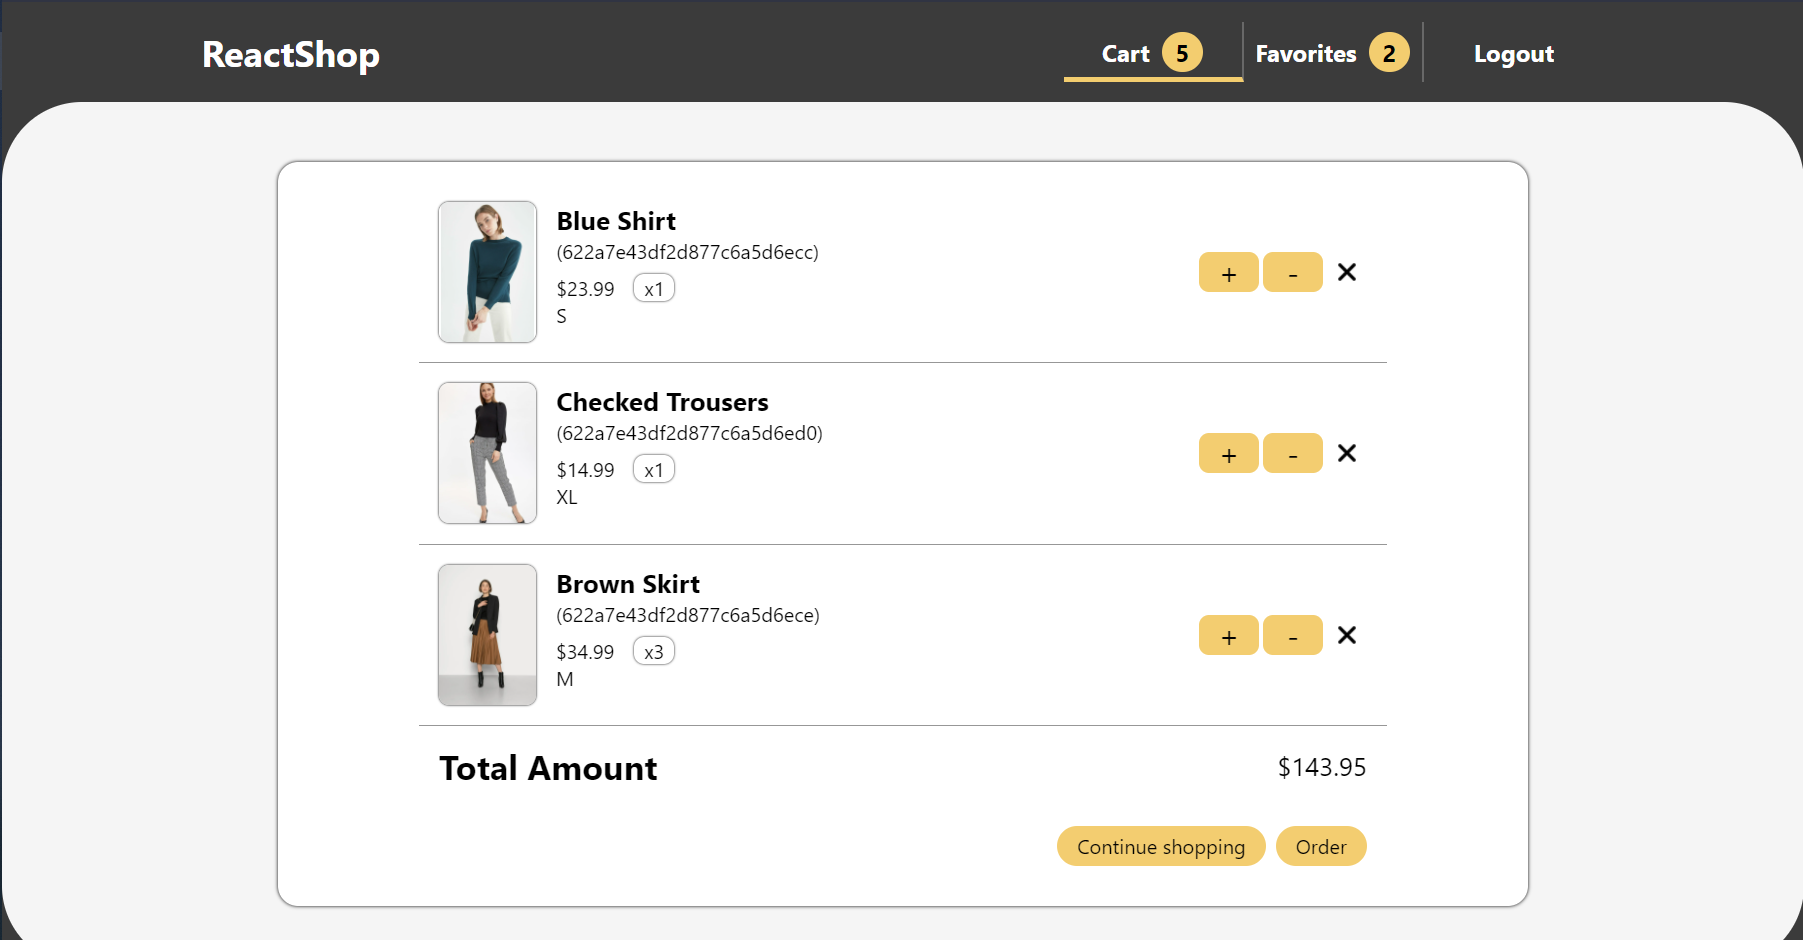 ReactShop
Cart 5
Favorites 2
Logout
Blue Shirt
(622a7e43df2d877c6a5d6ecc)
$23.99 x1
S
+ -
Checked Trousers
(622a7e43df2d877c6a5d6ed0)
$14.99 x1
XL
+ -
Brown Skirt
(622a7e43df2d877c6a5d6ece)
$34.99 x3
M
+ -
Total Amount $143.95
Continue shopping Order